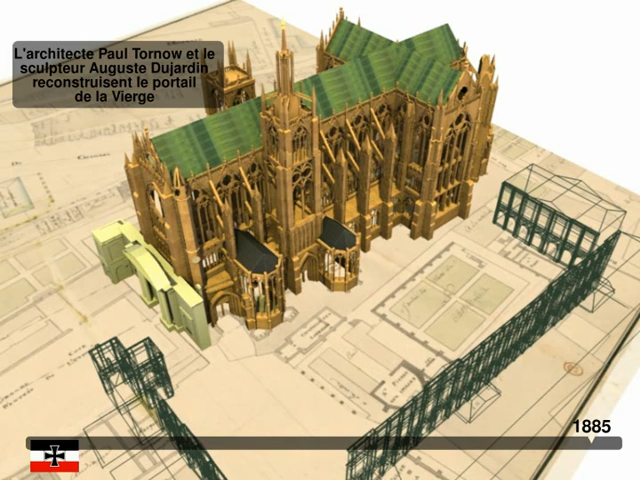 L'architecte Paul Tornow et le
sculpteur Auguste Dujardin
reconstruisent le portail
de la Vierge
1885